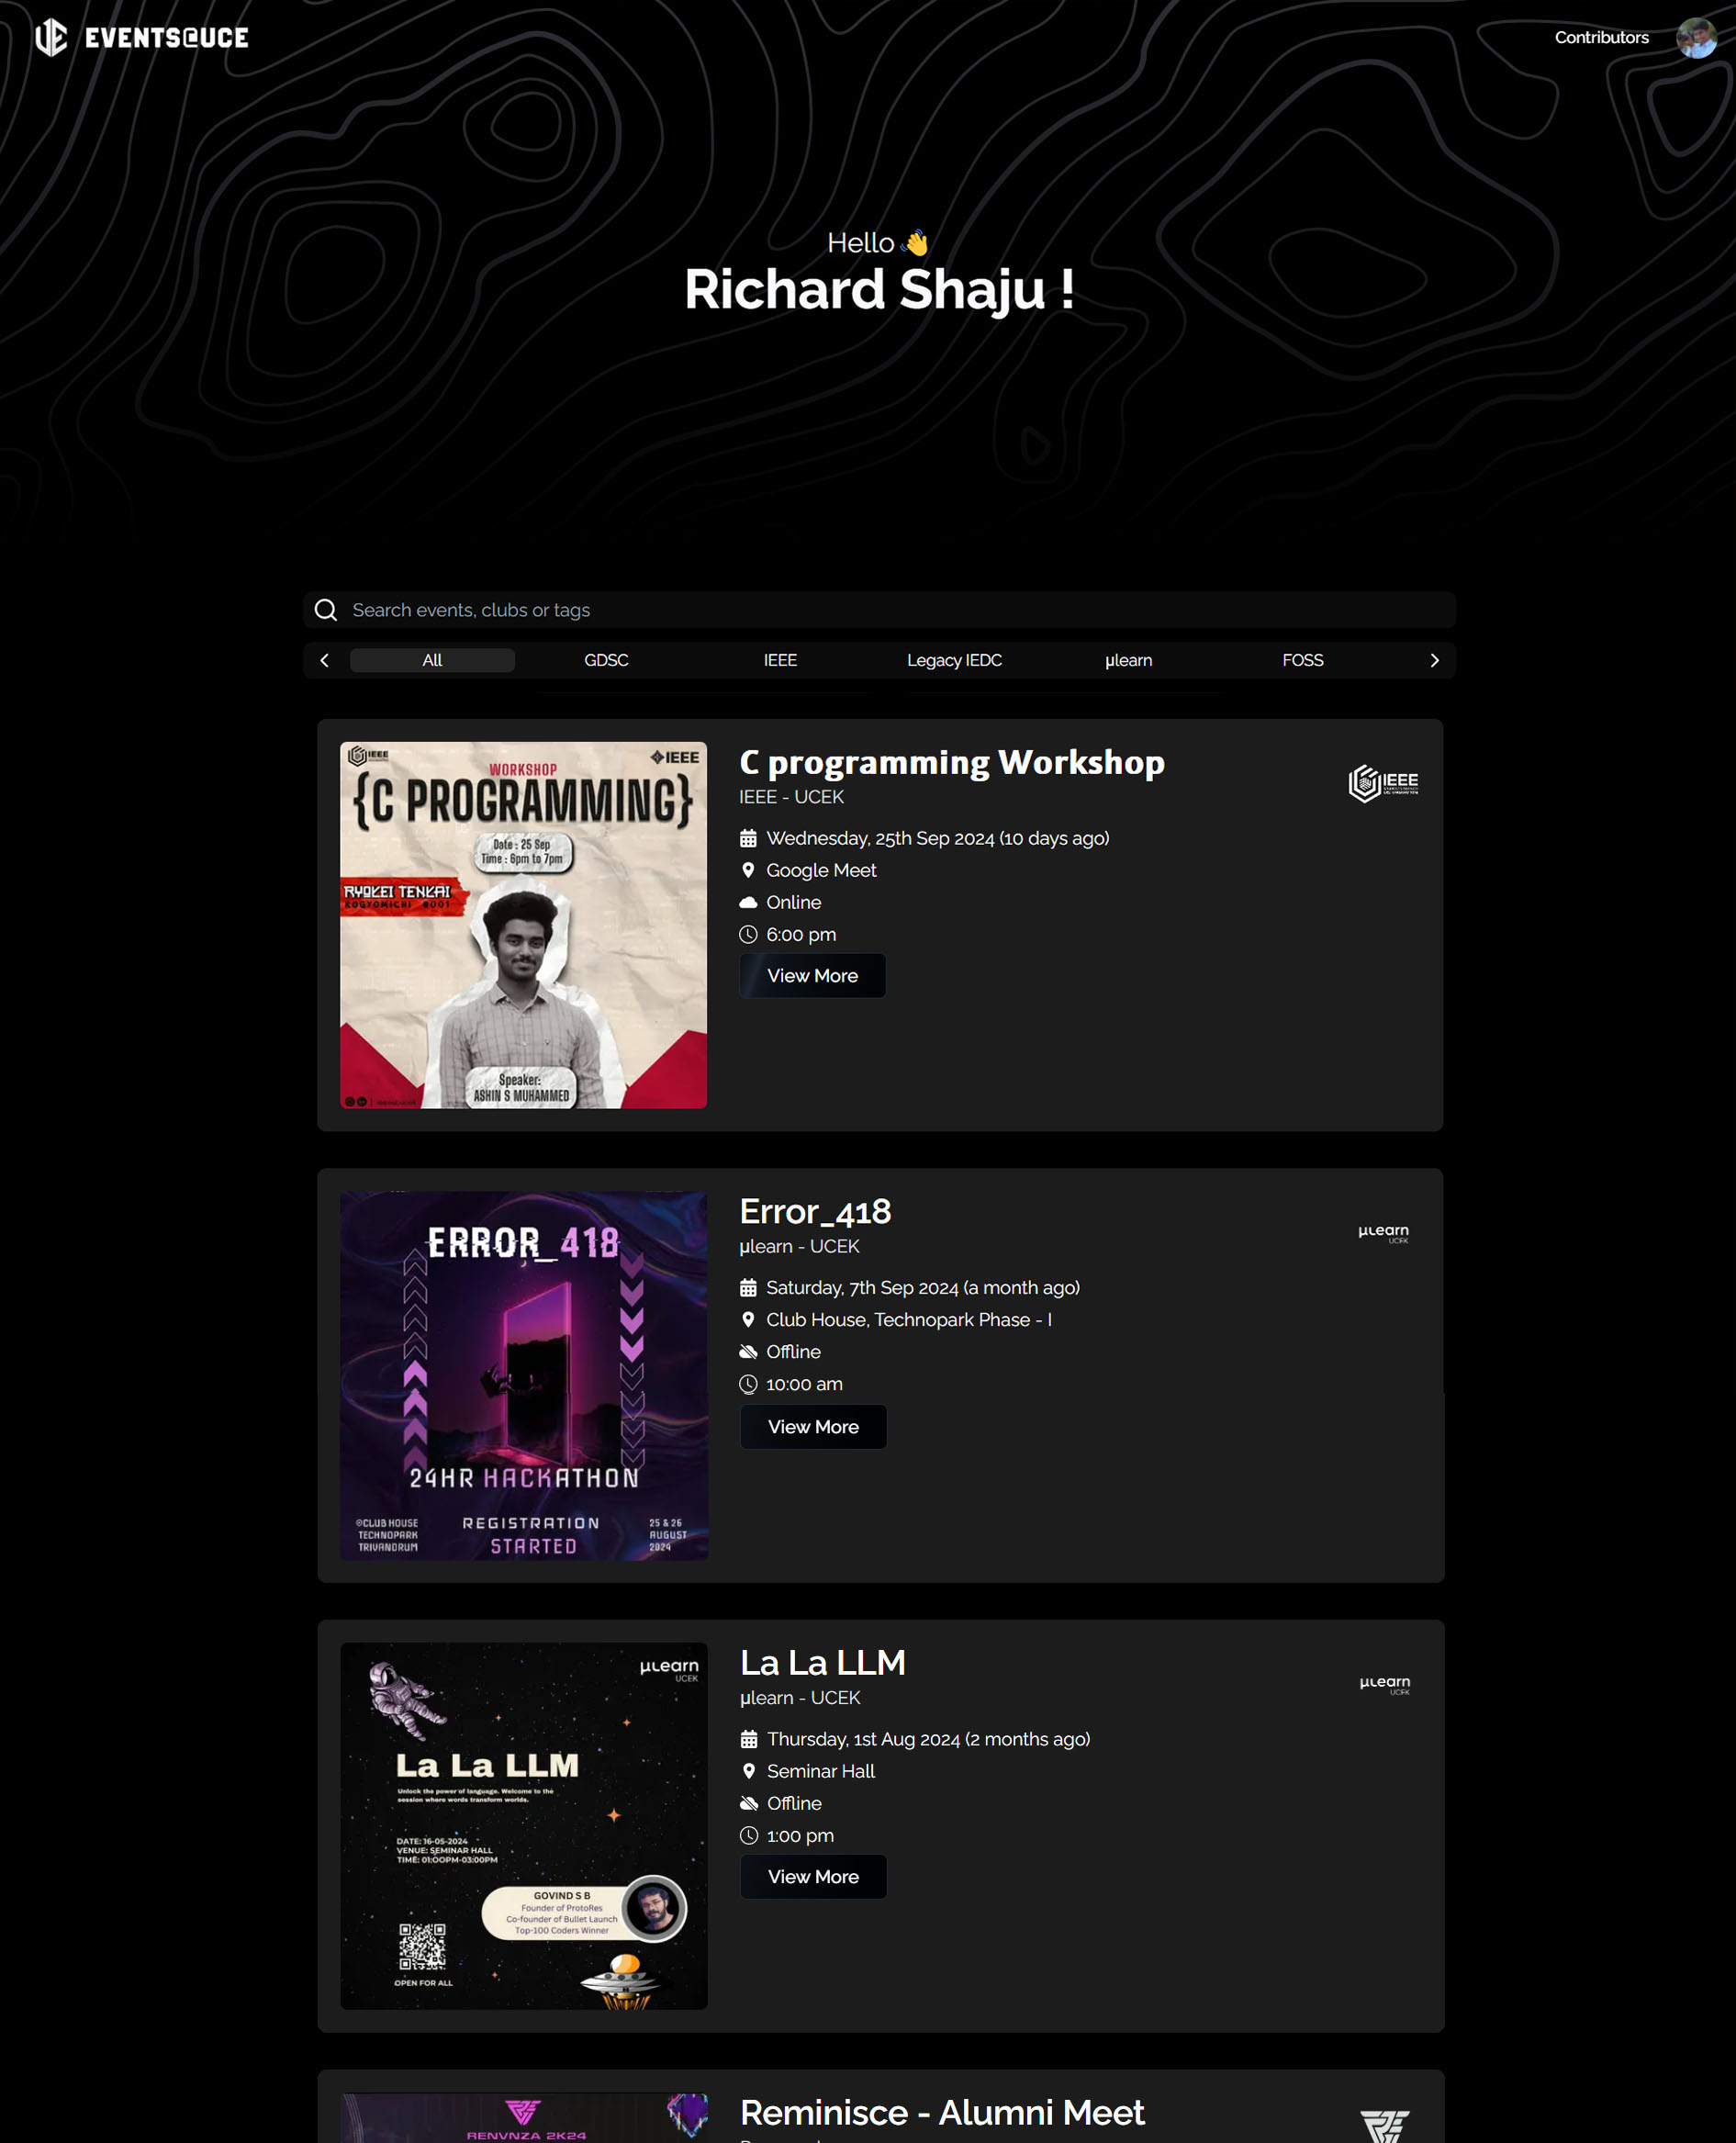 EVENTS@UCE
Contributors
Hello 👋
Richard Shaju !
Search events, clubs or tags
All
GDSC
IEEE
Legacy IEDC
µlearn
FOSS
IEEE
IEEE
WORKSHOP
{C PROGRAMMING}
Date : 25 Sep
Time : 6pm to 7pm
RYOKEI TENKAI
KOGYOMICHI #001
Speaker:
ASHIN S MUHAMMED
C programming Workshop
IEEE - UCEK
IEEE
Wednesday, 25th Sep 2024 (10 days ago)
Google Meet
Online
6:00 pm
View More
ERROR_418
24HR HACKATHON
@CLUB HOUSE
TECHNOPARK
TRIVANDRUM
REGISTRATION
STARTED
25 & 26
AUGUST
2024
Error_418
µlearn - UCEK
µLearn
UCEK
Saturday, 7th Sep 2024 (a month ago)
Club House, Technopark Phase - I
Offline
10:00 am
View More
µLearn
UCEK
La La LLM
Unlock the power of language. Welcome to the
session where words transform worlds.
DATE: 16-05-2024
VENUE: SEMINAR HALL
TIME: 01:00PM-03:00PM
GOVIND S B
Founder of ProtoRes
Co-founder of Bullet Launch
Top-100 Coders Winner
OPEN FOR ALL
La La LLM
µlearn - UCEK
µLearn
UCEK
Thursday, 1st Aug 2024 (2 months ago)
Seminar Hall
Offline
1:00 pm
View More
RENVNZA 2K24
Reminisce - Alumni Meet